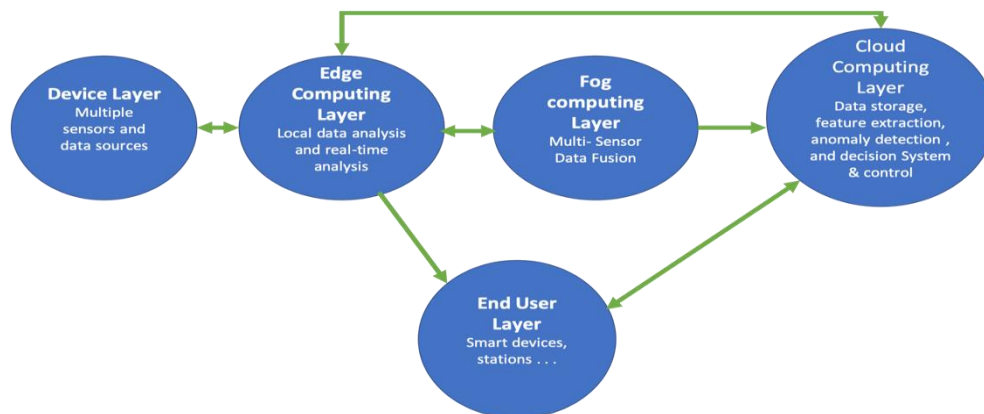 Device Layer
Multiple
sensors and
data sources
Edge
Computing
Layer
Local data analysis
and real-time
analysis
Fog
computing
Layer
Multi- Sensor
Data Fusion
Cloud
Computing
Layer
Data storage,
feature extraction,
anomaly detection ,
and decision System
& control
End User
Layer
Smart devices,
stations . . .